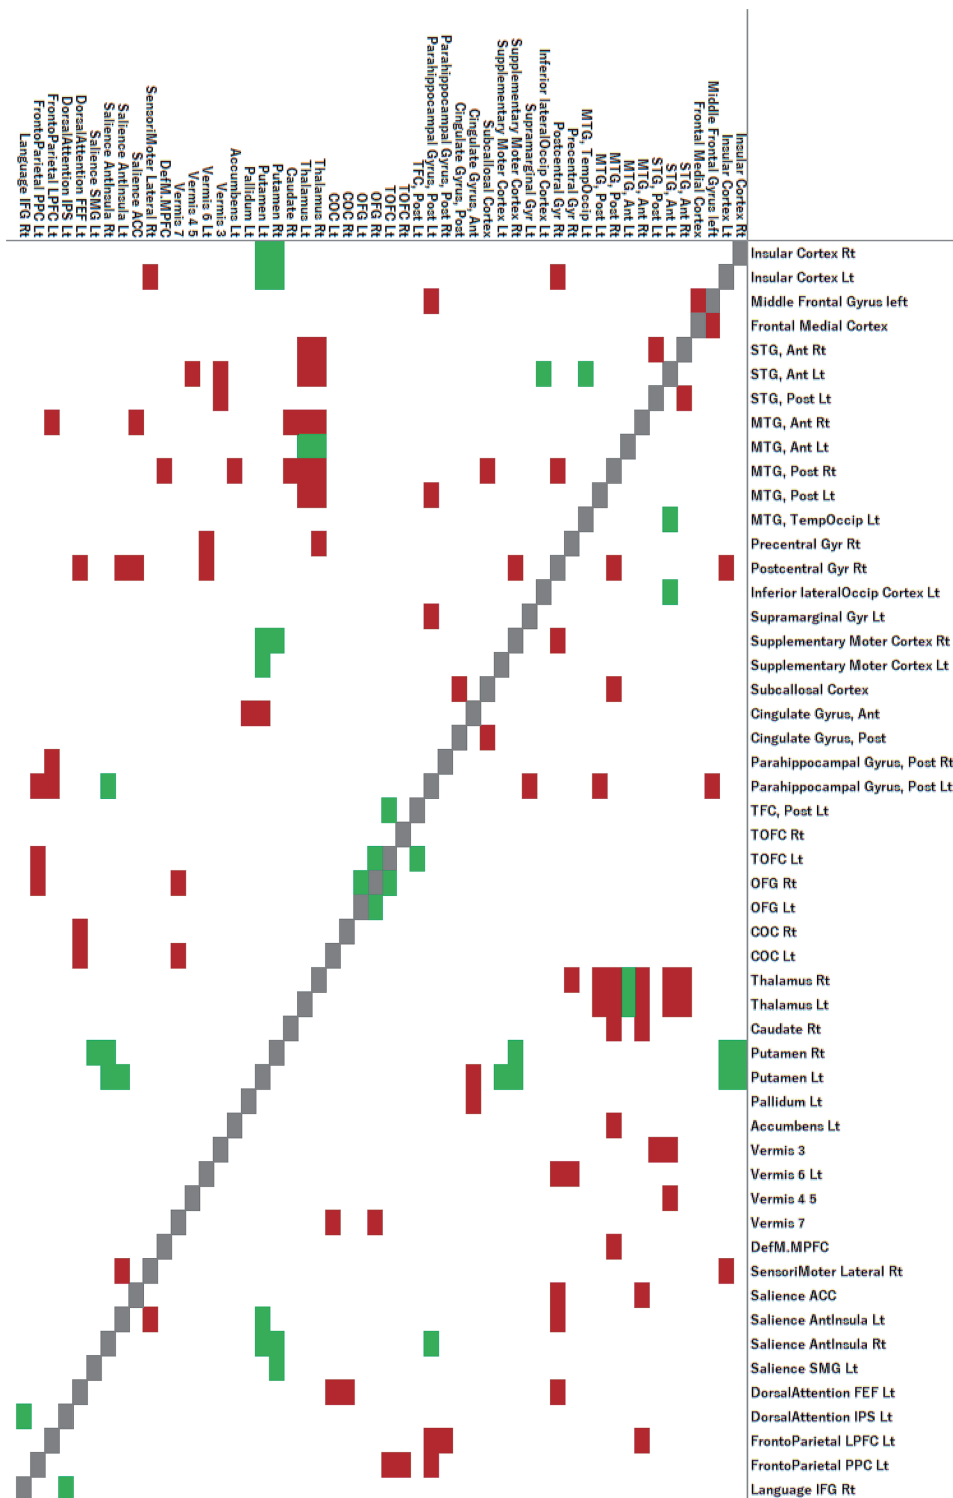 Language IFG Rt
FrontoParietal PPC Lt
FrontoParietal LPFC Lt
DorsalAttention IPS Lt
DorsalAttention FEF Lt
Salience SMG Lt
Salience AntInsula Rt
Salience AntInsula Lt
Salience ACC
SensoriMoter Lateral Rt
DefM.MPFC
Vermis 7
Vermis 4 5
Vermis 6 Lt
Vermis 3
Accumbens Lt
Pallidum Lt
Putamen Lt
Putamen Rt
Caudate Rt
Thalamus Lt
Thalamus Rt
COC Lt
COC Rt
OFG Lt
OFG Rt
TOFC Lt
TOFC Rt
TFC, Post Lt
Parahippocampal Gyrus, Post Lt
Parahippocampal Gyrus, Post Rt
Cingulate Gyrus, Post
Cingulate Gyrus, Ant
Subcallosal Cortex
Supplementary Moter Cortex Lt
Supplementary Moter Cortex Rt
Supramarginal Gyr Lt
Inferior lateralOccip Cortex Lt
Postcentral Gyr Rt
Precentral Gyr Rt
MTG, TempOccip Lt
MTG, Post Lt
MTG, Post Rt
MTG, Ant Lt
MTG, Ant Rt
STG, Post Lt
STG, Ant Lt
STG, Ant Rt
Frontal Medial Cortex
Middle Frontal Gyrus left
Insular Cortex Lt
Insular Cortex Rt
Insular Cortex Rt
Insular Cortex Lt
Middle Frontal Gyrus left
Frontal Medial Cortex
STG, Ant Rt
STG, Ant Lt
STG, Post Lt
MTG, Ant Rt
MTG, Ant Lt
MTG, Post Rt
MTG, Post Lt
MTG, TempOccip Lt
Precentral Gyr Rt
Postcentral Gyr Rt
Inferior lateralOccip Cortex Lt
Supramarginal Gyr Lt
Supplementary Moter Cortex Rt
Supplementary Moter Cortex Lt
Subcallosal Cortex
Cingulate Gyrus, Ant
Cingulate Gyrus, Post
Parahippocampal Gyrus, Post Rt
Parahippocampal Gyrus, Post Lt
TFC, Post Lt
TOFC Rt
TOFC Lt
OFG Rt
OFG Lt
COC Rt
COC Lt
Thalamus Rt
Thalamus Lt
Caudate Rt
Putamen Rt
Putamen Lt
Pallidum Lt
Accumbens Lt
Vermis 3
Vermis 6 Lt
Vermis 4 5
Vermis 7
DefM.MPFC
SensoriMoter Lateral Rt
Salience ACC
Salience AntInsula Lt
Salience AntInsula Rt
Salience SMG Lt
DorsalAttention FEF Lt
DorsalAttention IPS Lt
FrontoParietal LPFC Lt
FrontoParietal PPC Lt
Language IFG Rt